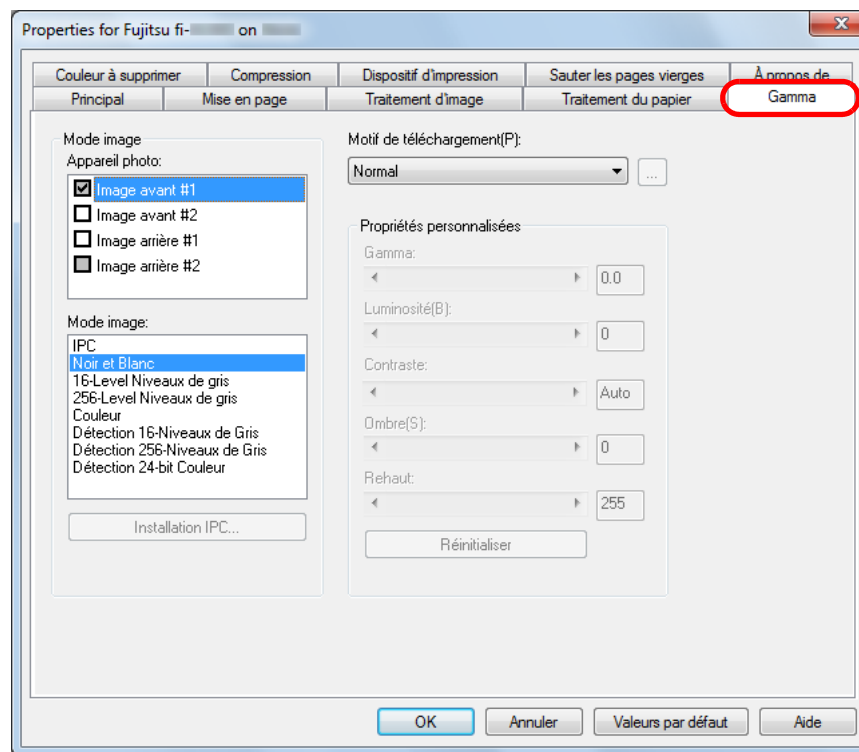 Properties for Fujitsu fi- on
Couleur à supprimer Compression Dispositif d'impression Sauter les pages vierges À propos de
Principal Mise en page Traitement d'image Traitement du papier Gamma
Mode image
Appareil photo:
Image avant #1
Image avant #2
Image arrière #1
Image arrière #2
Mode image:
IPC
Noir et Blanc
16-Level Niveaux de gris
256-Level Niveaux de gris
Couleur
Détection 16-Niveaux de Gris
Détection 256-Niveaux de Gris
Détection 24-bit Couleur
Installation IPC...
Motif de téléchargement(P):
Normal
...
Propriétés personnalisées
Gamma:
0.0
Luminosité(B):
0
Contraste:
Auto
Ombre(S):
0
Rehaut:
255
Réinitialiser
OK Annuler Valeurs par défaut Aide